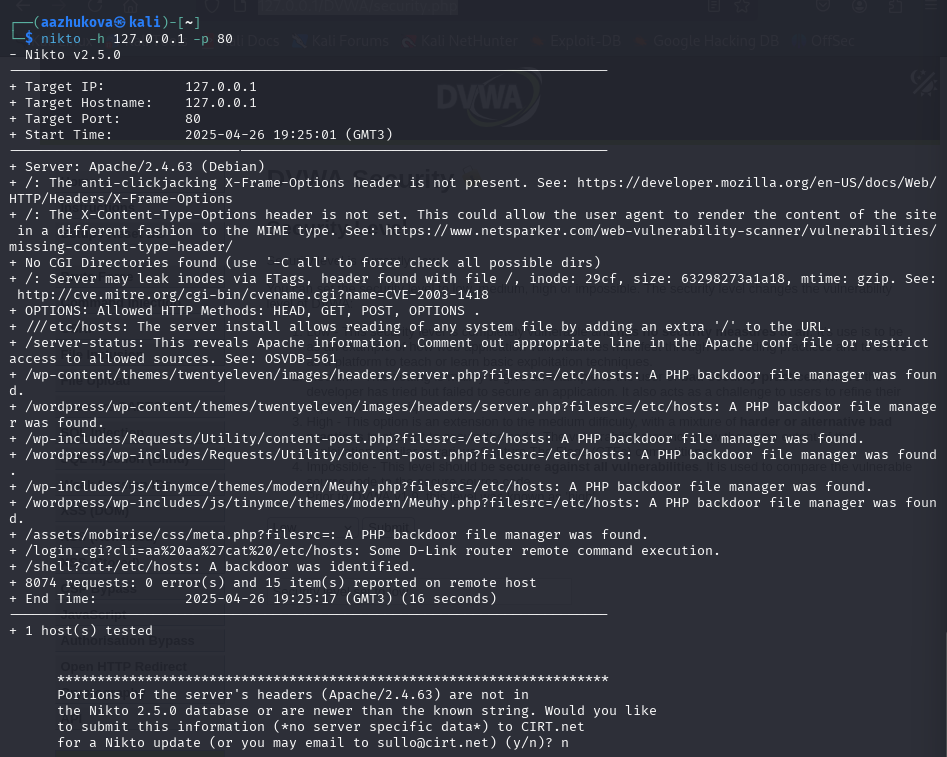 Docs Kali Forums Kali NetHunter Exploit-DB Google Hacking DB OffSec
┌──(aazhukova㉿kali)-[~]
└─$ nikto -h 127.0.0.1 -p 80
- Nikto v2.5.0
---------------------------------------------------------------------------
+ Target IP:          127.0.0.1
+ Target Hostname:    127.0.0.1
+ Target Port:        80
+ Start Time:         2025-04-26 19:25:01 (GMT3)
---------------------------------------------------------------------------
+ Server: Apache/2.4.63 (Debian)
+ /: The anti-clickjacking X-Frame-Options header is not present. See: https://developer.mozilla.org/en-US/docs/Web/
HTTP/Headers/X-Frame-Options
+ /: The X-Content-Type-Options header is not set. This could allow the user agent to render the content of the site
 in a different fashion to the MIME type. See: https://www.netsparker.com/web-vulnerability-scanner/vulnerabilities/
missing-content-type-header/
+ No CGI Directories found (use '-C all' to force check all possible dirs)
+ /: Server may leak inodes via ETags, header found with file /, inode: 29cf, size: 63298273a1a18, mtime: gzip. See:
 http://cve.mitre.org/cgi-bin/cvename.cgi?name=CVE-2003-1418
+ OPTIONS: Allowed HTTP Methods: HEAD, GET, POST, OPTIONS .
+ ///etc/hosts: The server install allows reading of any system file by adding an extra '/' to the URL.
+ /server-status: This reveals Apache information. Comment out appropriate line in the Apache conf file or restrict
access to allowed sources. See: OSVDB-561
+ /wp-content/themes/twentyeleven/images/headers/server.php?filesrc=/etc/hosts: A PHP backdoor file manager was foun
d.
+ /wordpress/wp-content/themes/twentyeleven/images/headers/server.php?filesrc=/etc/hosts: A PHP backdoor file manage
r was found.
+ /wp-includes/Requests/Utility/content-post.php?filesrc=/etc/hosts: A PHP backdoor file manager was found.
+ /wordpress/wp-includes/Requests/Utility/content-post.php?filesrc=/etc/hosts: A PHP backdoor file manager was found
.
+ /wp-includes/js/tinymce/themes/modern/Meuhy.php?filesrc=/etc/hosts: A PHP backdoor file manager was found.
+ /wordpress/wp-includes/js/tinymce/themes/modern/Meuhy.php?filesrc=/etc/hosts: A PHP backdoor file manager was foun
d.
+ /assets/mobirise/css/meta.php?filesrc=: A PHP backdoor file manager was found.
+ /login.cgi?cli=aa%20aa%27cat%20/etc/hosts: Some D-Link router remote command execution.
+ /shell?cat+/etc/hosts: A backdoor was identified.
+ 8074 requests: 0 error(s) and 15 item(s) reported on remote host
+ End Time:           2025-04-26 19:25:17 (GMT3) (16 seconds)
---------------------------------------------------------------------------
+ 1 host(s) tested
JavaScript
Authorisation Bypass
Open HTTP Redirect
*********************************************************************
Portions of the server's headers (Apache/2.4.63) are not in
the Nikto 2.5.0 database or are newer than the known string. Would you like
to submit this information (*no server specific data*) to CIRT.net
for a Nikto update (or you may email to sullo@cirt.net) (y/n)? n
DVWA